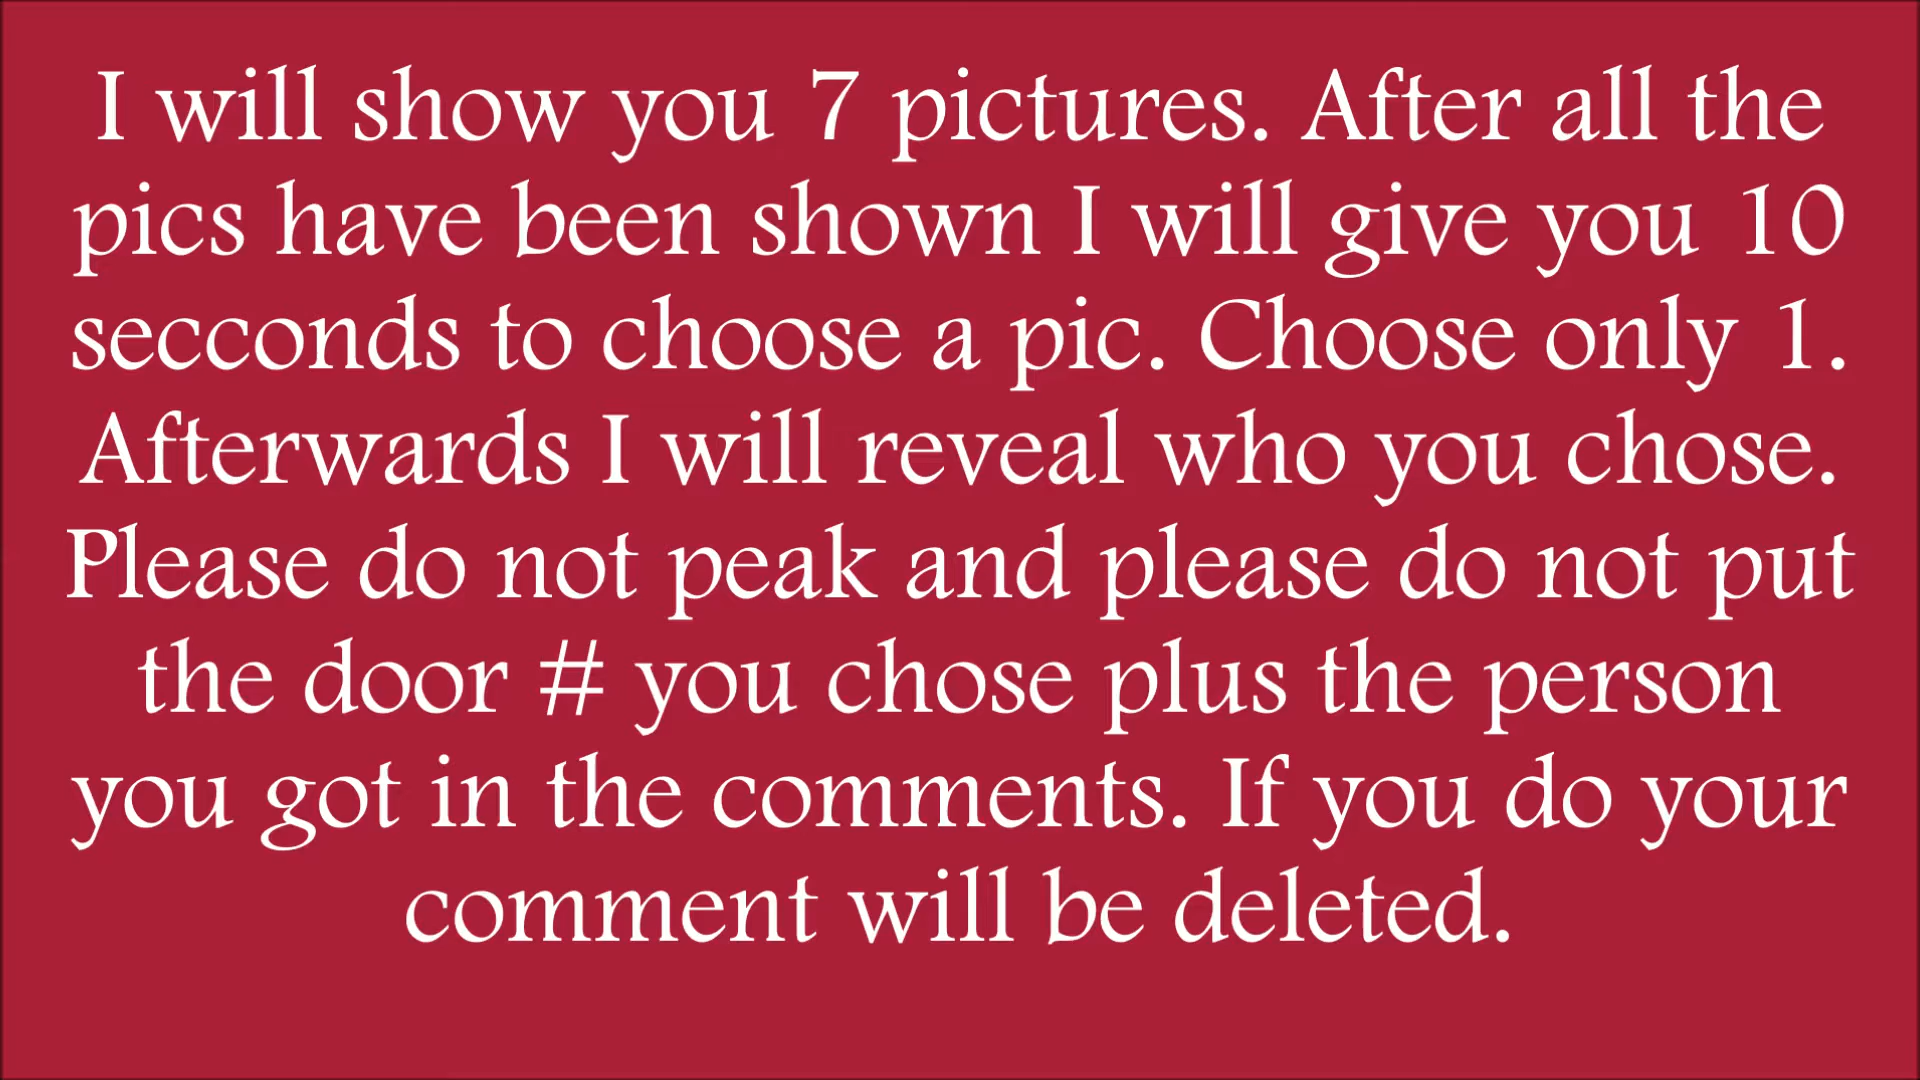 I will show you 7 pictures. After all the
pics have been shown I will give you 10
secconds to choose a pic. Choose only 1.
Afterwards I will reveal who you chose.
Please do not peak and please do not put
the door # you chose plus the person
you got in the comments. If you do your
comment will be deleted.